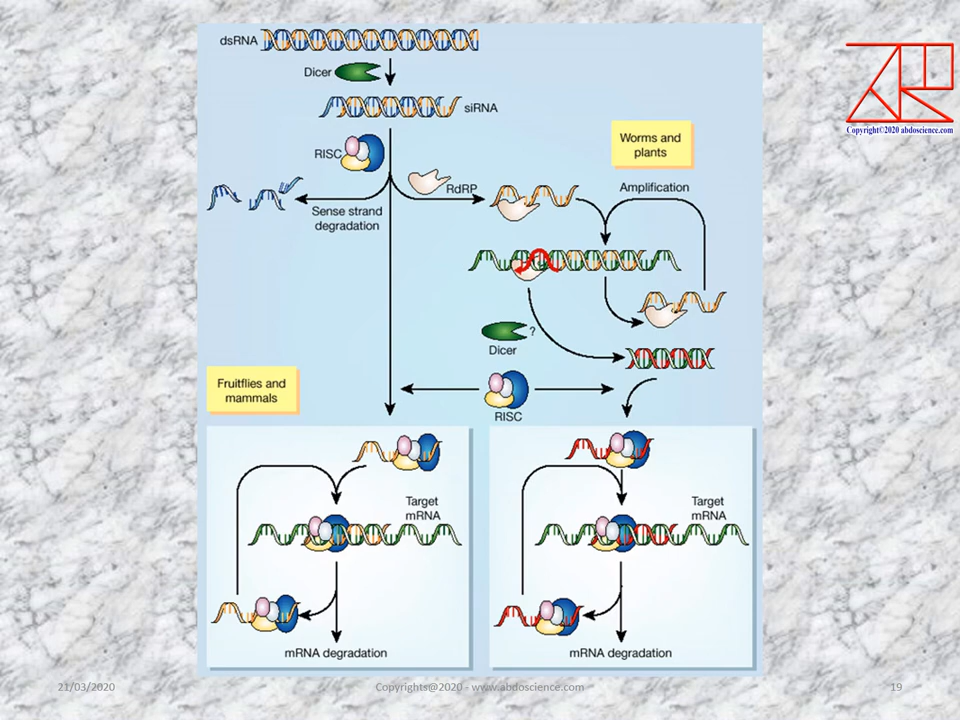 dsRNA
Dicer
siRNA
RISC
RdRP
Sense strand
degradation
Worms and
plants
Amplification
Copyright©2020 abdoscience.com
?
Dicer
RISC
Fruitflies and
mammals
Target
mRNA
mRNA degradation
Target
mRNA
mRNA degradation
21/03/2020
Copyrights@2020 - www.abdoscience.com
19